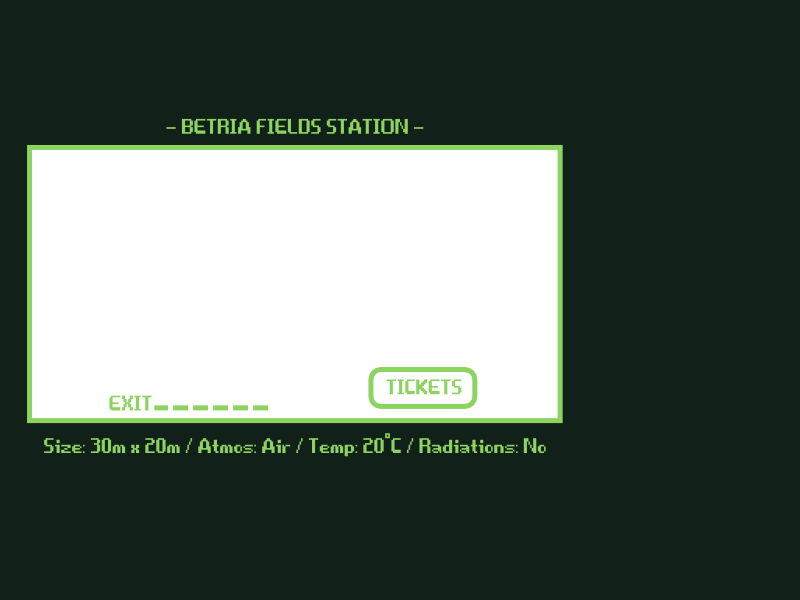 – BETRIA FIELDS STATION –
TICKETS
EXIT
Size: 30m x 20m / Atmos: Air / Temp: 20°C / Radiations: No